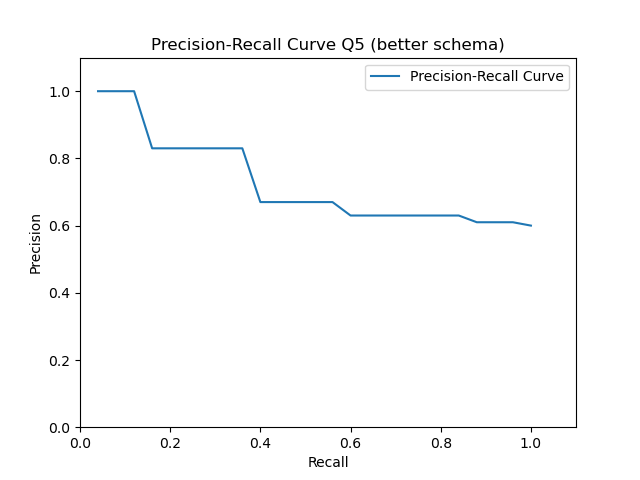 Precision-Recall Curve Q5 (better schema)
Precision-Recall Curve
1.0
0.8
0.6
0.4
0.2
0.0
Precision
0.0 0.2 0.4 0.6 0.8 1.0
Recall